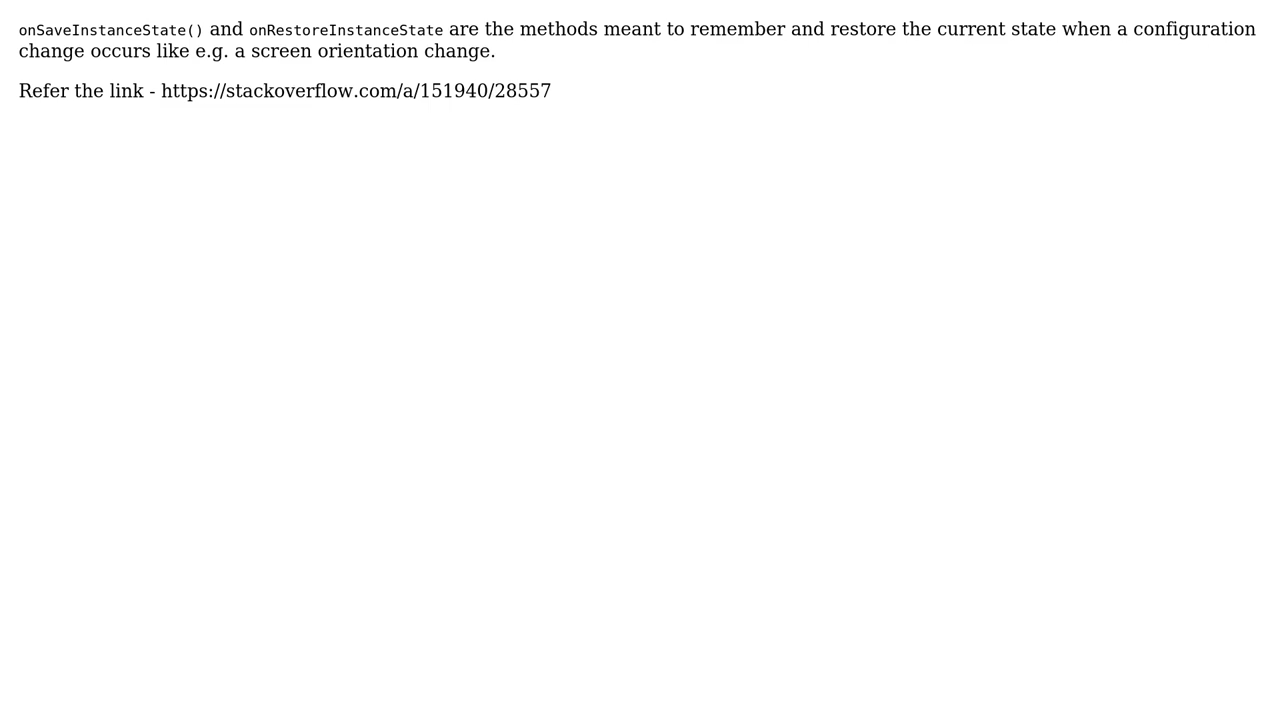 onSaveInstanceState() and onRestoreInstanceState are the methods meant to remember and restore the current state when a configuration
change occurs like e.g. a screen orientation change.
Refer the link - https://stackoverflow.com/a/151940/28557